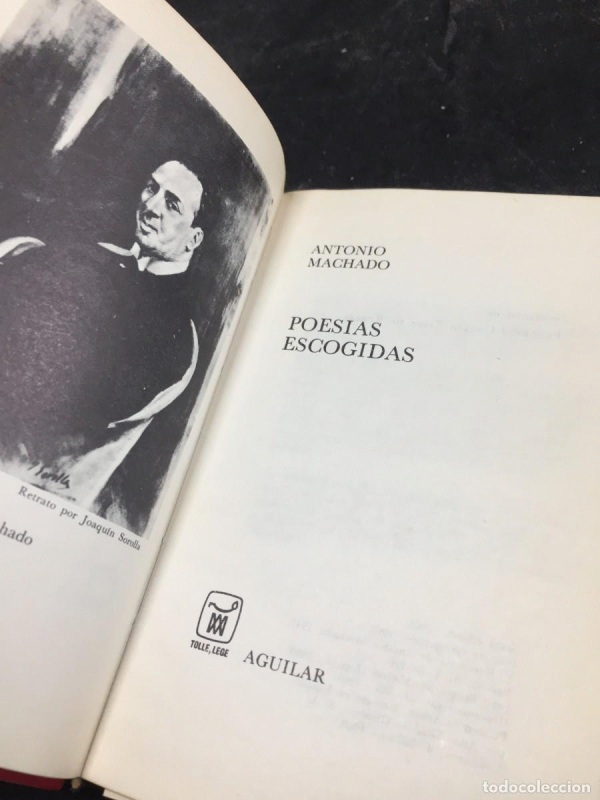 Sorolla
Retrato por Joaquín Sorolla
hado
ANTONIO
MACHADO
POESIAS
ESCOGIDAS
TOLLE, LEGE
AGUILAR
todocoleccion